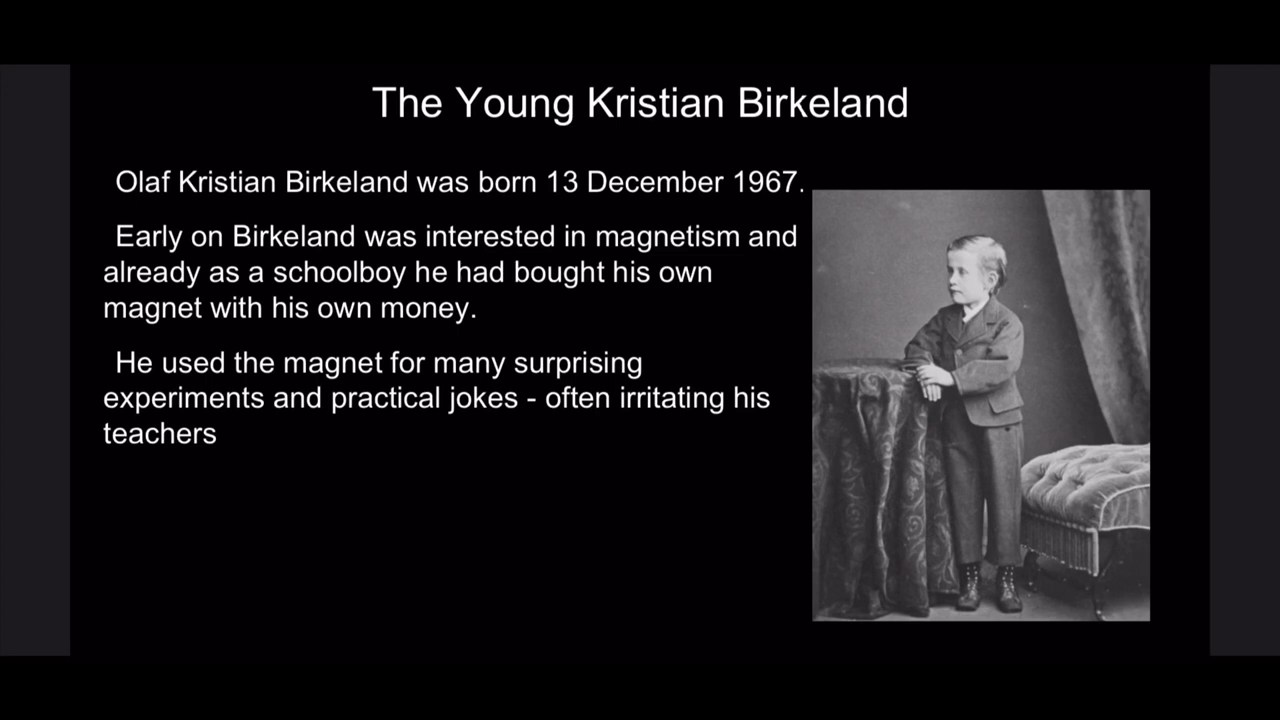 The Young Kristian Birkeland
Olaf Kristian Birkeland was born 13 December 1967.
Early on Birkeland was interested in magnetism and
already as a schoolboy he had bought his own
magnet with his own money.
He used the magnet for many surprising
experiments and practical jokes - often irritating his
teachers